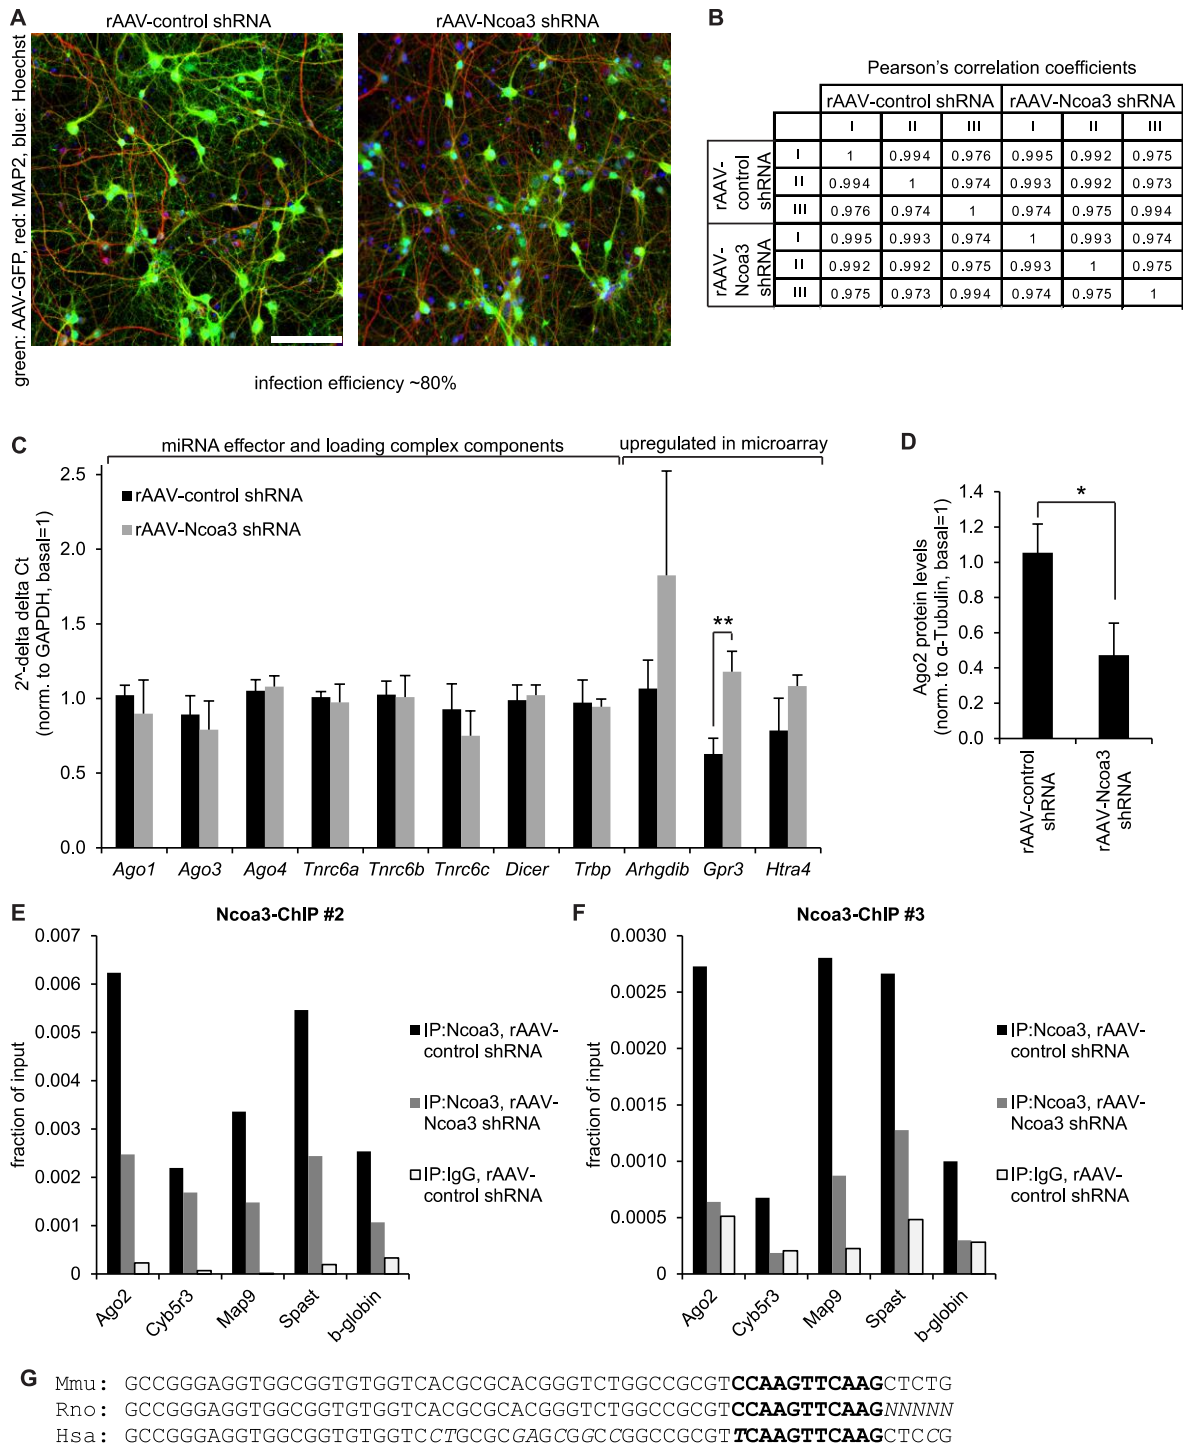 A
rAAV-control shRNA
rAAV-Ncoa3 shRNA
green: AAV-GFP, red: MAP2, blue: Hoechst
infection efficiency ~80%
B
Pearson's correlation coefficients
rAAV-control shRNA rAAV-Ncoa3 shRNA
I II III I II III
rAAV-
control
shRNA
I 1 0.994 0.976 0.995 0.992 0.975
II 0.994 1 0.974 0.993 0.992 0.973
III 0.976 0.974 1 0.974 0.975 0.994
rAAV-
Ncoa3
shRNA
I 0.995 0.993 0.974 1 0.993 0.974
II 0.992 0.992 0.975 0.993 1 0.975
III 0.975 0.973 0.994 0.974 0.975 1
C
miRNA effector and loading complex components
upregulated in microarray
2^-delta delta Ct
(norm. to GAPDH, basal=1)
2.5
2.0
1.5
1.0
0.5
0.0
rAAV-control shRNA
rAAV-Ncoa3 shRNA
**
Ago1 Ago3 Ago4 Tnrc6a Tnrc6b Tnrc6c Dicer Trbp Arhgdib Gpr3 Htra4
D
Ago2 protein levels
(norm. to α-Tubulin, basal=1)
1.4
1.2
1.0
0.8
0.6
0.4
0.2
0.0
*
rAAV-control
shRNA
rAAV-Ncoa3
shRNA
E
Ncoa3-ChIP #2
fraction of input
0.007
0.006
0.005
0.004
0.003
0.002
0.001
0
IP:Ncoa3, rAAV-
control shRNA
IP:Ncoa3, rAAV-
Ncoa3 shRNA
IP:IgG, rAAV-
control shRNA
Ago2 Cyb5r3 Map9 Spast b-globin
F
Ncoa3-ChIP #3
fraction of input
0.0030
0.0025
0.0020
0.0015
0.0010
0.0005
0
IP:Ncoa3, rAAV-
control shRNA
IP:Ncoa3, rAAV-
Ncoa3 shRNA
IP:IgG, rAAV-
control shRNA
Ago2 Cyb5r3 Map9 Spast b-globin
G
Mmu: GCCGGGAGGTGGCGGTGTGGTCACGCGCACGGGTCTGGCCGCGTCCAAGTTCAAGCTCTG
Rno: GCCGGGAGGTGGCGGTGTGGTCACGCGCACGGGTCTGGCCGCGTCCAAGTTCAAGNNNNN
Hsa: GCCGGGAGGTGGCGGTGTGGTCCTGCGCGAGCGGCCGGCCGCGTTCAAGTTCAAGCTCCG